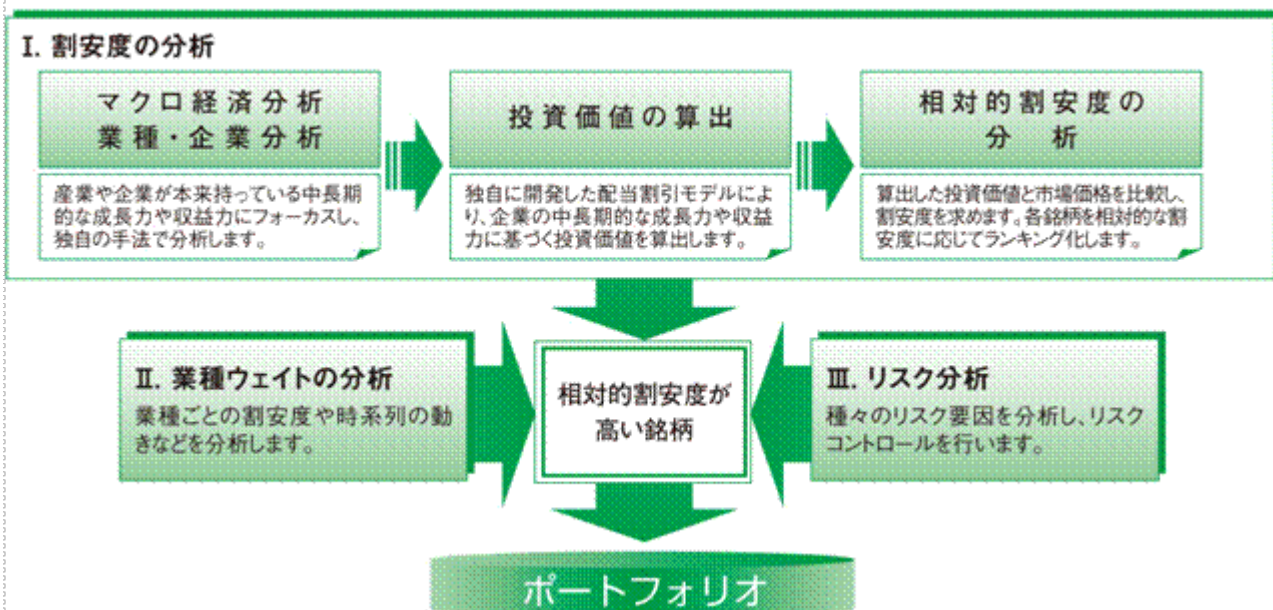 I. 割安度の分析
マクロ経済分析
業種・企業分析
産業や企業が本来持っている中長期
的な成長力や収益力にフォーカスし、
独自の手法で分析します。
投資価値の算出
独自に開発した配当割引モデルによ
り、企業の中長期的な成長力や収益
力に基づく投資価値を算出します。
相対的割安度の
分 析
算出した投資価値と市場価格を比較し、
割安度を求めます。各銘柄を相対的な割
安度に応じてランキング化します。
Ⅱ. 業種ウェイトの分析
業種ごとの割安度や時系列の動
きなどを分析します。
相対的割安度が
高い銘柄
Ⅲ. リスク分析
種々のリスク要因を分析し、リスク
コントロールを行います。
ポートフォリオ